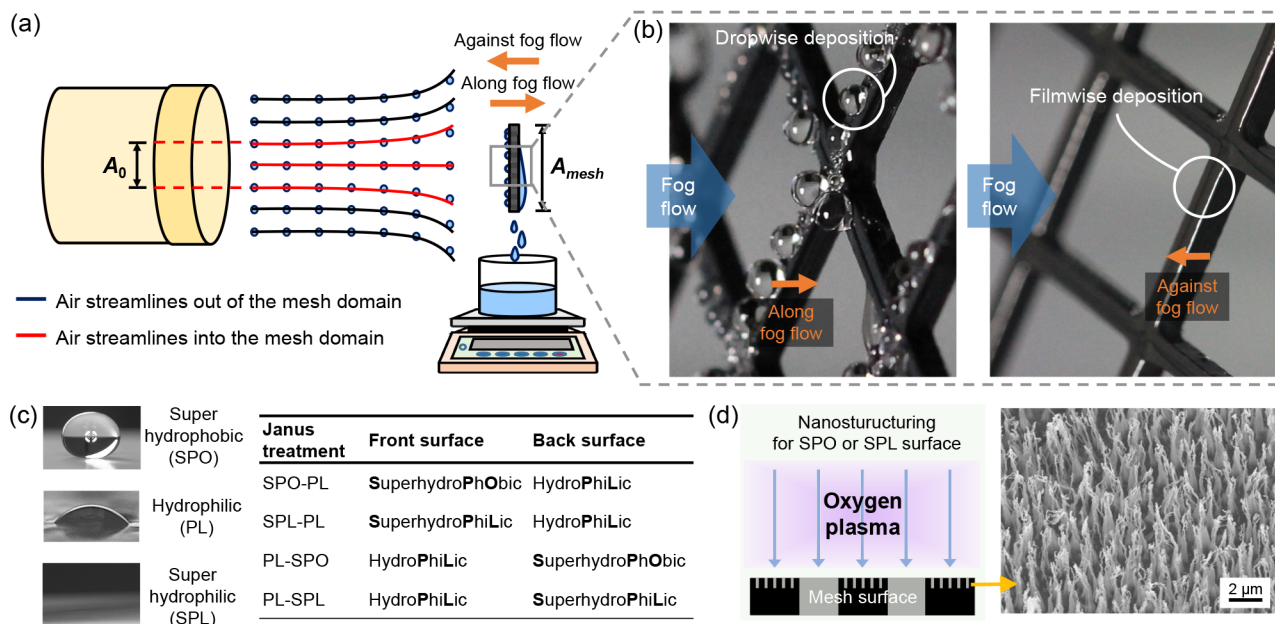 (a)
Against fog flow
Along fog flow
A0
Amesh
Air streamlines out of the mesh domain
Air streamlines into the mesh domain
(b)
Dropwise deposition
Fog
flow
Along
fog flow
Filmwise deposition
Fog
flow
Against
fog flow
(c)
Super
hydrophobic
(SPO)
Hydrophilic
(PL)
Super
hydrophilic
(SPL)
Janus
treatment
Front surface
Back surface
SPO-PL SuperhydroPhObic HydroPhiLic
SPL-PL SuperhydroPhiLic HydroPhiLic
PL-SPO HydroPhiLic SuperhydroPhObic
PL-SPL HydroPhiLic SuperhydroPhiLic
(d)
Nanostucturing
for SPO or SPL surface
Oxygen
plasma
Mesh surface
2 μm